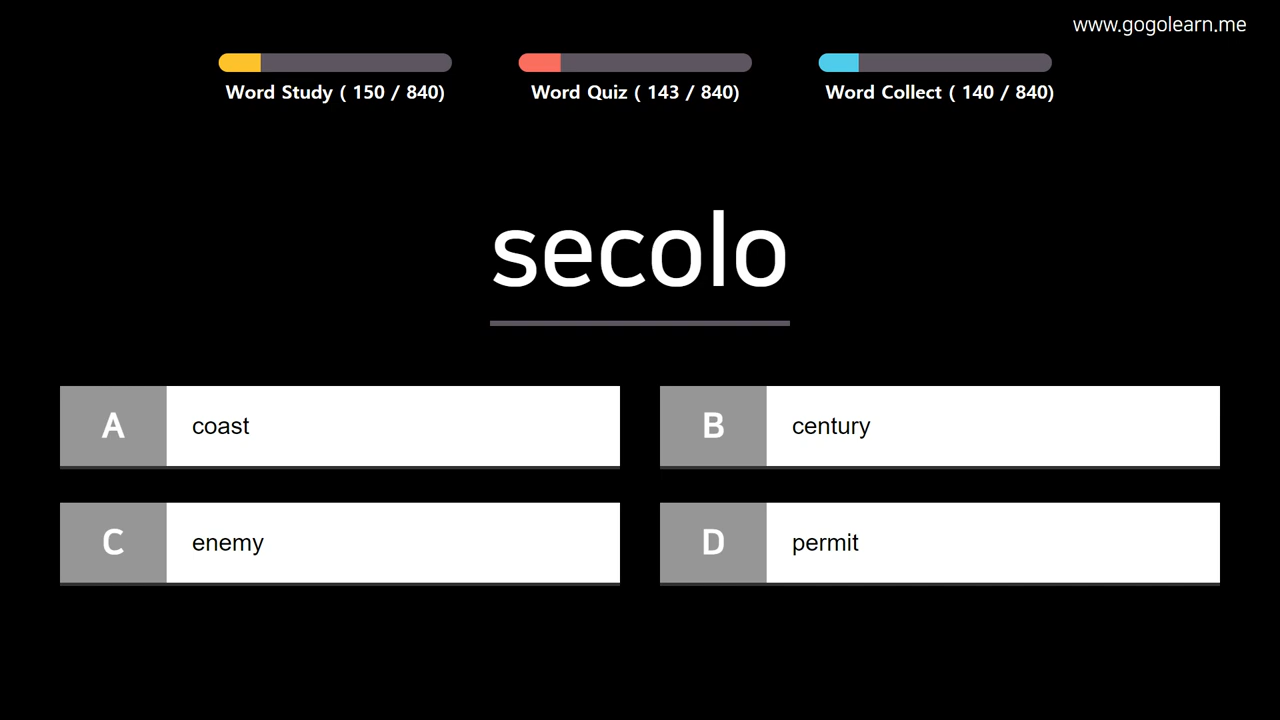 www.gogolearn.me
Word Study ( 150 / 840)
Word Quiz ( 143 / 840)
Word Collect ( 140 / 840)
secolo
A coast
B century
C enemy
D permit